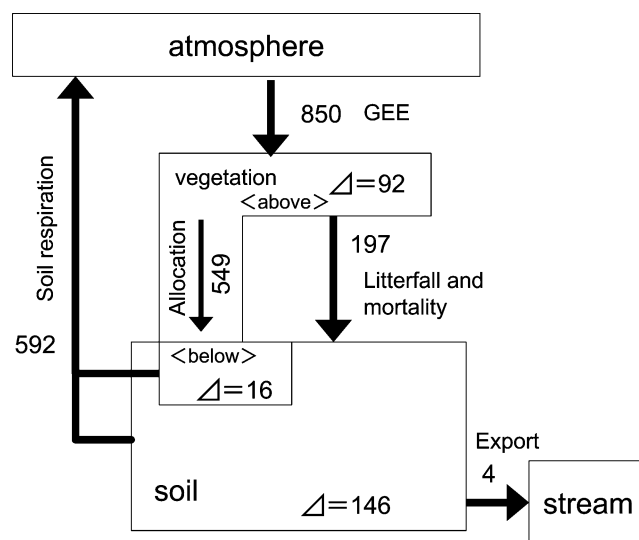 atmosphere
850 GEE
vegetation
⊿=92
<above>
Soil respiration
Allocation
549
197
Litterfall and
mortality
592
<below>
⊿=16
Export
4
soil
⊿=146
stream